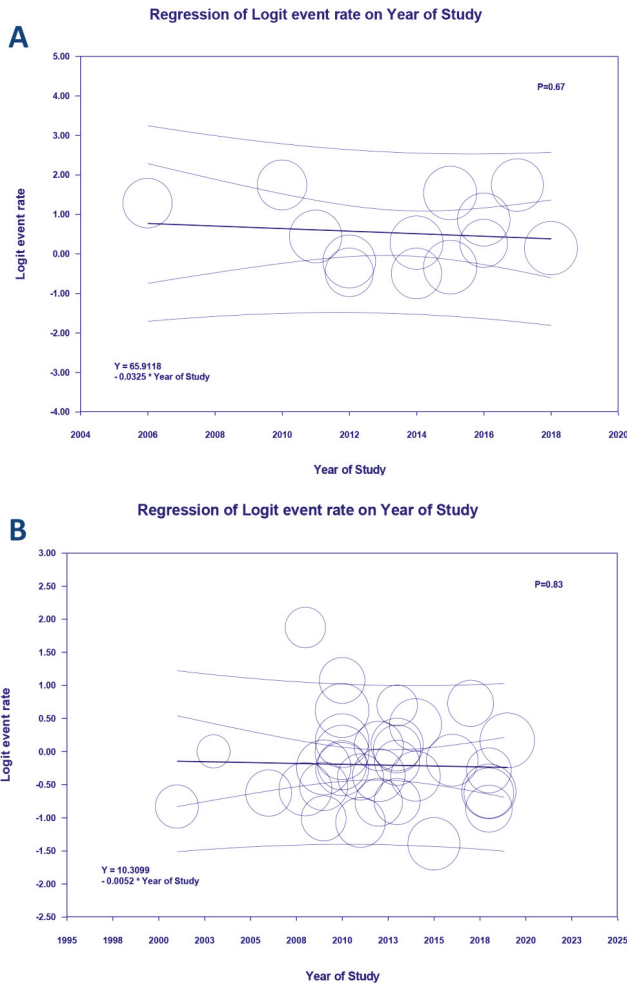 Regression of Logit event rate on Year of Study
A
5.00
P=0.67
4.00
3.00
2.00
1.00
0.00
-1.00
-2.00
-3.00
-4.00
Logit event rate
Y = 65.9118
- 0.0325 * Year of Study
2004 2006 2008 2010 2012 2014 2016 2018 2020
Year of Study
Regression of Logit event rate on Year of Study
B
3.00
P=0.83
2.50
2.00
1.50
1.00
0.50
0.00
-0.50
-1.00
-1.50
-2.00
-2.50
Logit event rate
Y = 10.3099
- 0.0052 * Year of Study
1995 1998 2000 2003 2005 2008 2010 2013 2015 2018 2020 2023 2025
Year of Study